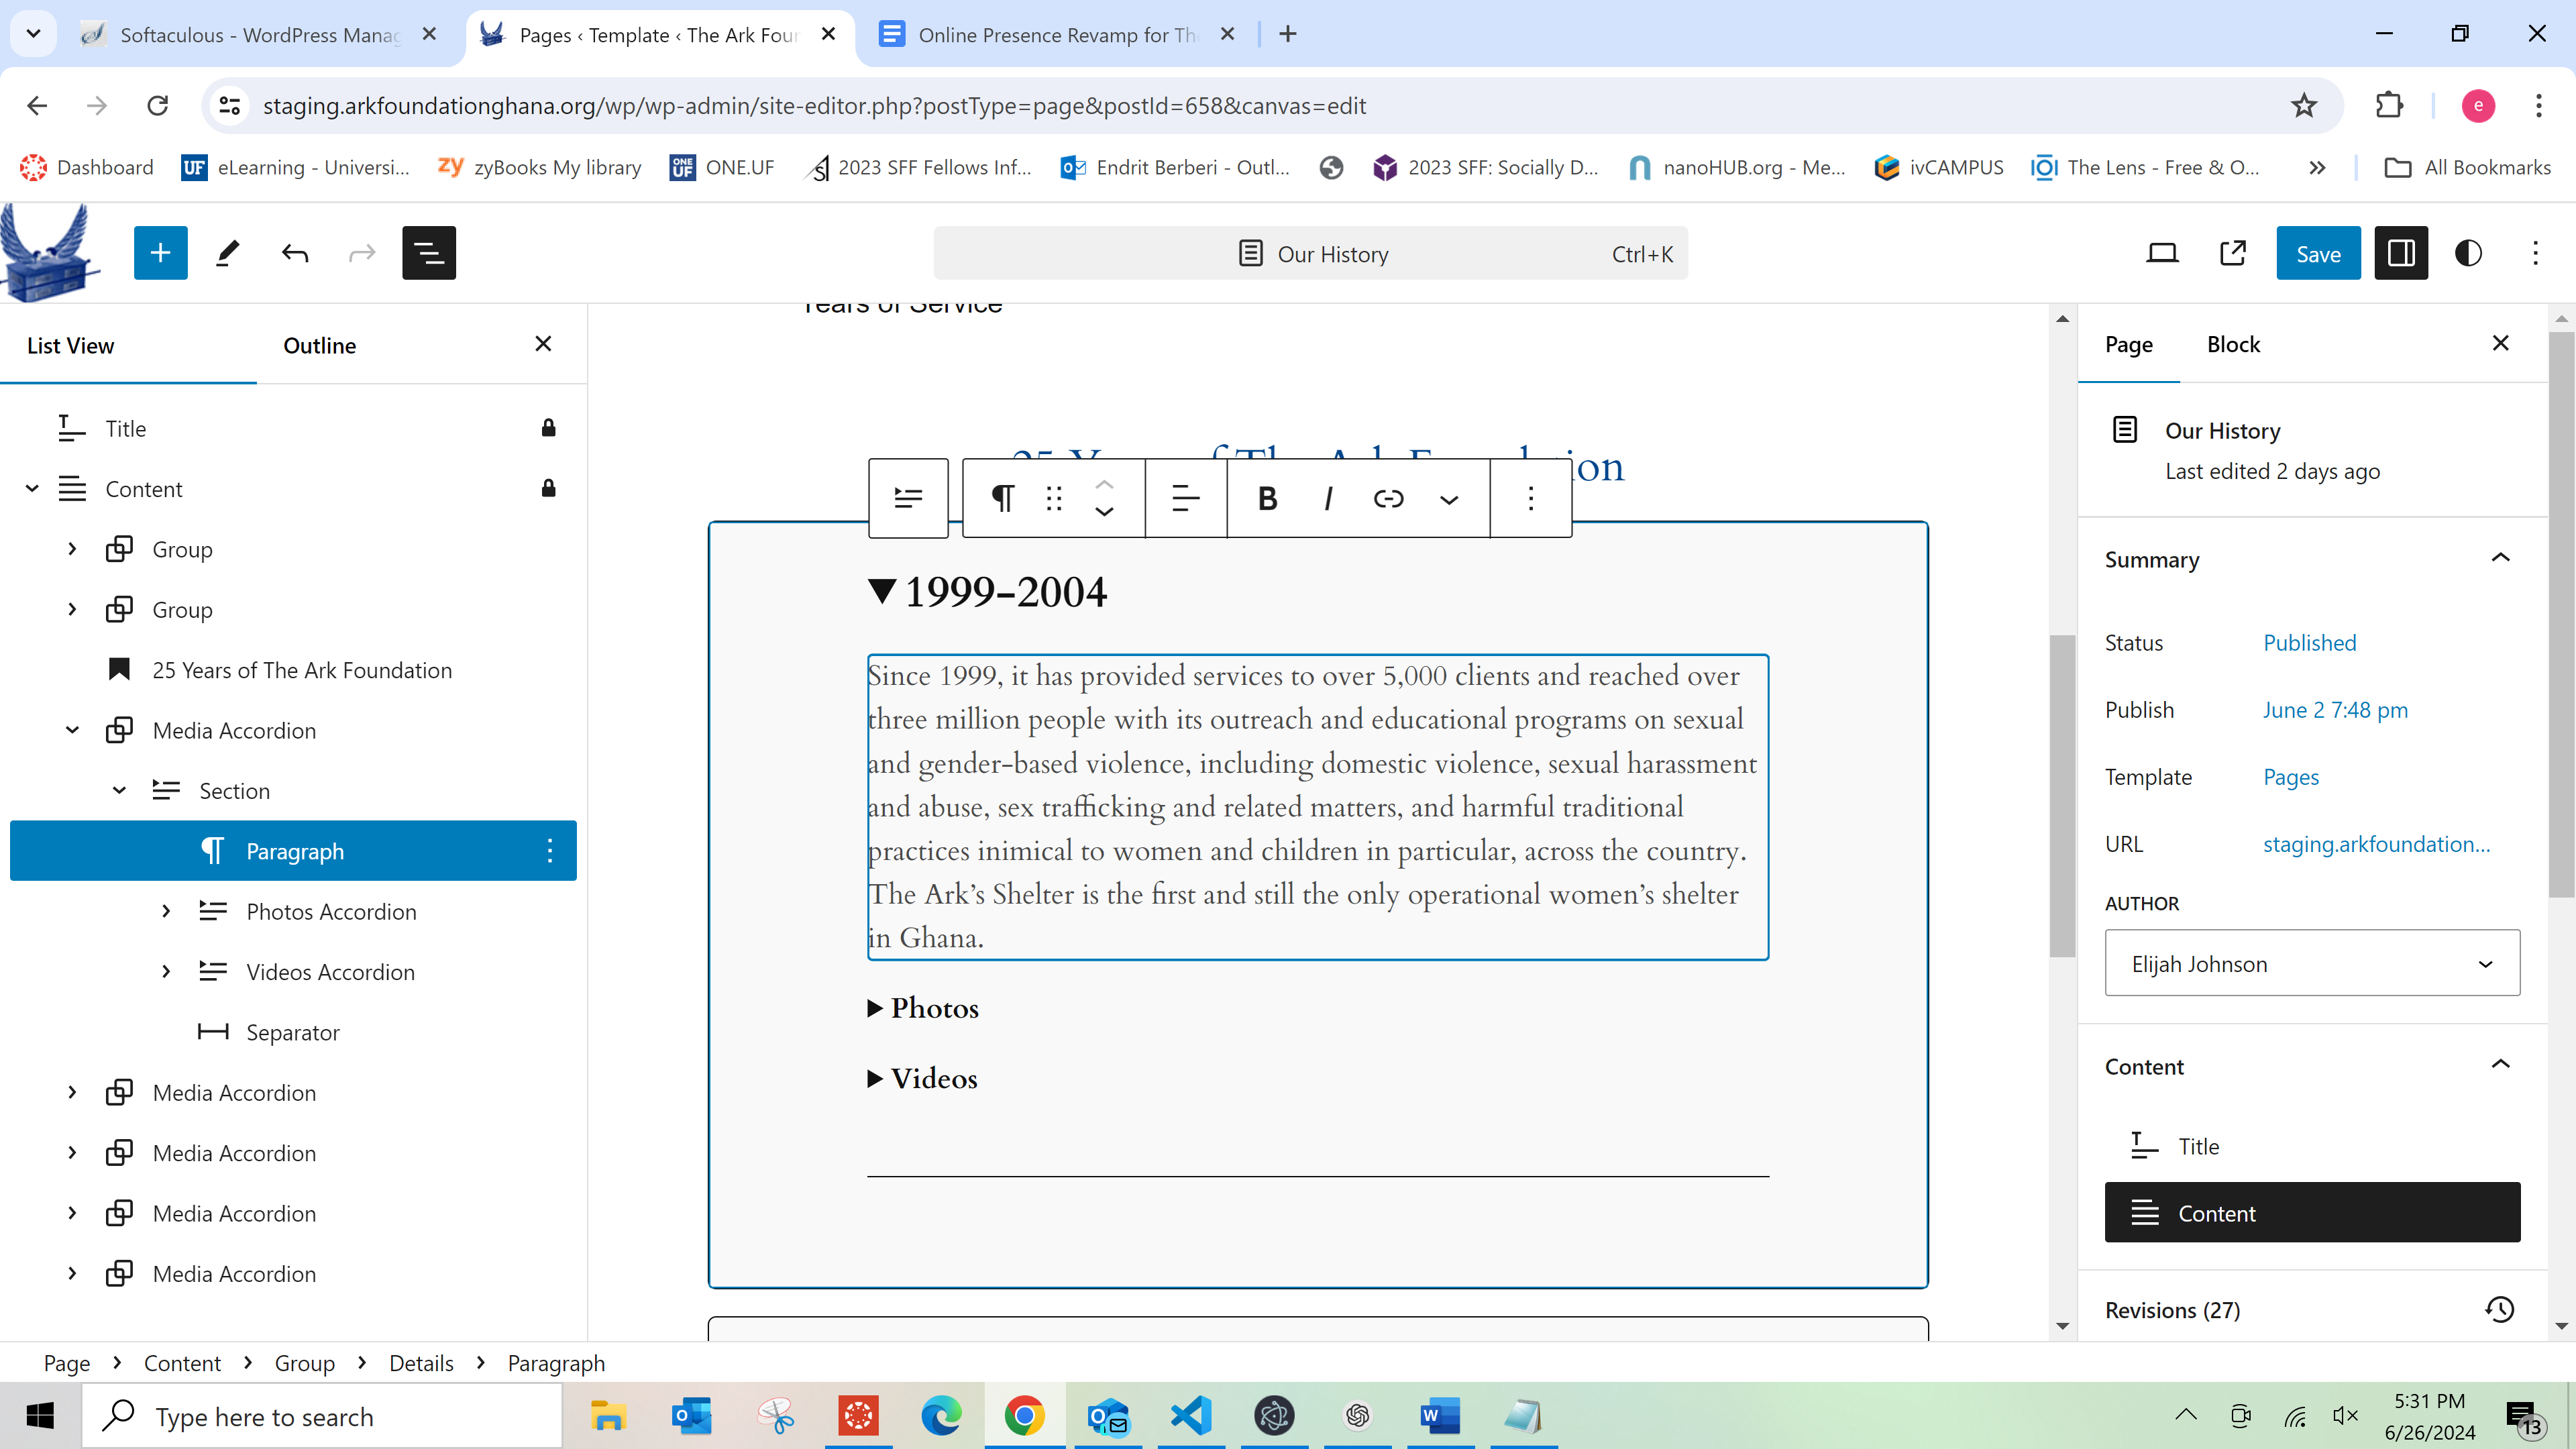 Softaculous - WordPress Manag
Pages ‹ Template ‹ The Ark Foun
Online Presence Revamp for Th
staging.arkfoundationghana.org/wp/wp-admin/site-editor.php?postType=page&postId=658&canvas=edit
e
Dashboard
UF
eLearning - Universi...
zy
zyBooks My library
ONE UF
ONE.UF
2023 SFF Fellows Inf...
Endrit Berberi - Outl...
2023 SFF: Socially D...
nanoHUB.org - Me...
ivCAMPUS
The Lens - Free & O...
All Bookmarks
Our History
Ctrl+K
Save
List View
Outline
Title
Content
Group
Group
25 Years of The Ark Foundation
Media Accordion
Section
Paragraph
Photos Accordion
Videos Accordion
Separator
Media Accordion
Media Accordion
Media Accordion
Media Accordion
Years of Service
25 Years of The Ark Foundation
B I
1999–2004
Since 1999, it has provided services to over 5,000 clients and reached over
three million people with its outreach and educational programs on sexual
and gender-based violence, including domestic violence, sexual harassment
and abuse, sex trafficking and related matters, and harmful traditional
practices inimical to women and children in particular, across the country.
The Ark’s Shelter is the first and still the only operational women’s shelter
in Ghana.
Photos
Videos
Page
Block
Our History
Last edited 2 days ago
Summary
Status
Published
Publish
June 2 7:48 pm
Template
Pages
URL
staging.arkfoundation...
AUTHOR
Elijah Johnson
Content
Title
Content
Revisions (27)
Page
Content
Group
Details
Paragraph
Type here to search
5:31 PM
6/26/2024
13